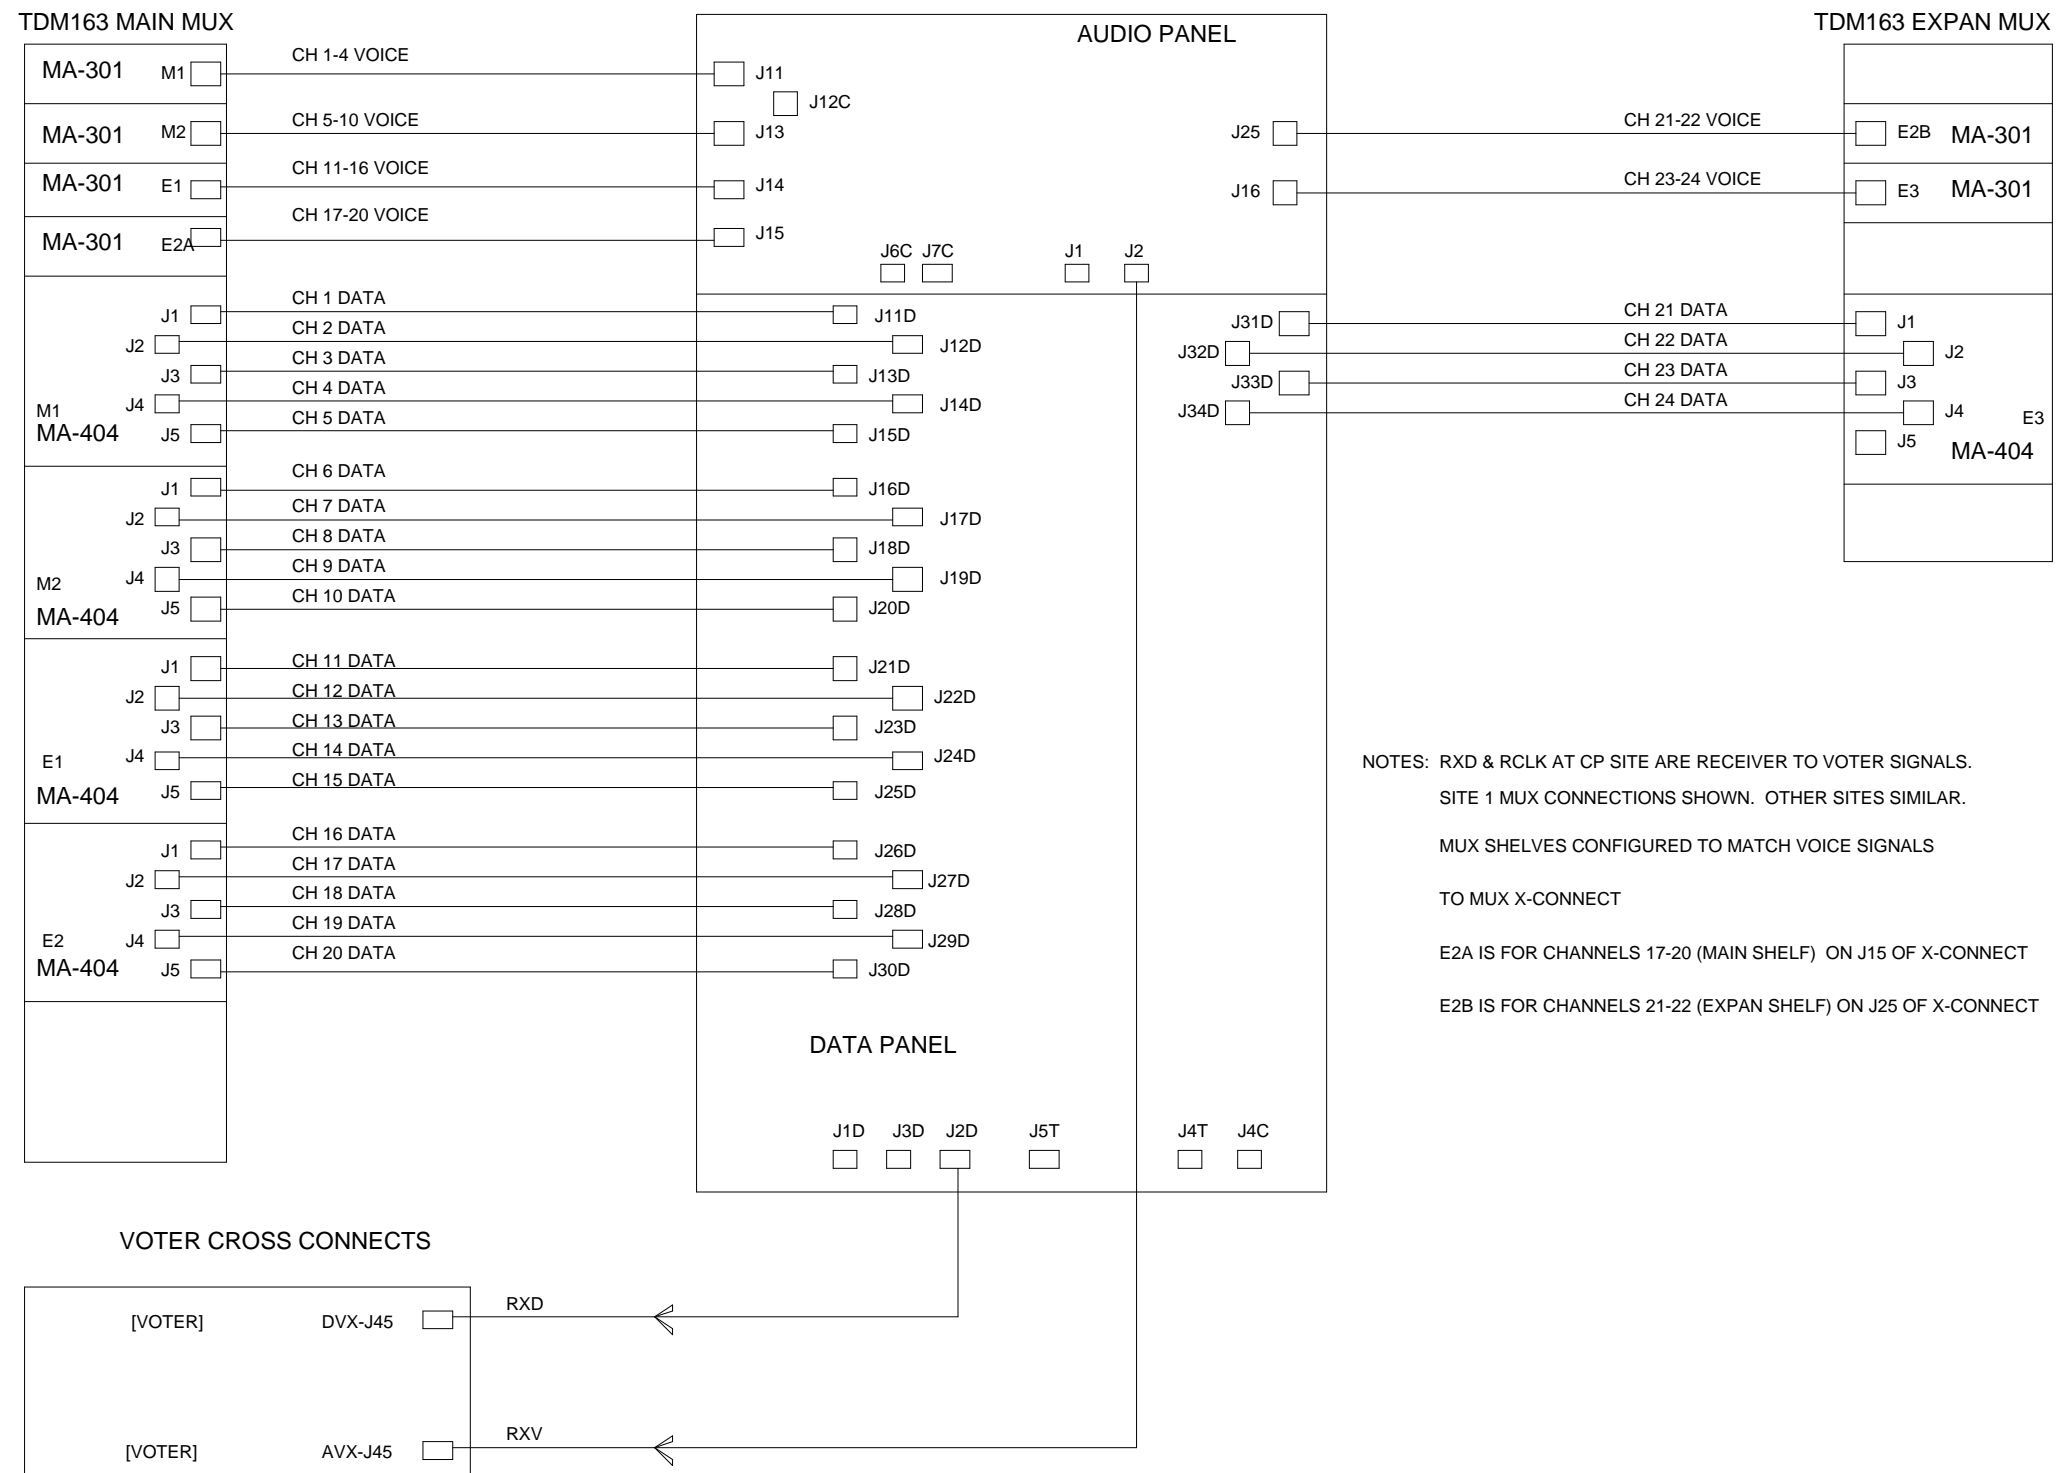 TDM163 MAIN MUX
AUDIO PANEL
TDM163 EXPAN MUX
MA-301 M1
CH 1-4 VOICE
J11
J12C
MA-301 M2
CH 5-10 VOICE
J13
J25
CH 21-22 VOICE
E2B MA-301
MA-301 E1
CH 11-16 VOICE
J14
J16
CH 23-24 VOICE
E3 MA-301
MA-301 E2A
CH 17-20 VOICE
J15
J6C J7C J1 J2
J1 CH 1 DATA J11D
J2 CH 2 DATA J12D
J3 CH 3 DATA J13D
J4 CH 4 DATA J14D
J5 CH 5 DATA J15D
M1
MA-404
J31D CH 21 DATA J1
J32D CH 22 DATA J2
J33D CH 23 DATA J3
J34D CH 24 DATA J4
J5
E3
MA-404
J1 CH 6 DATA J16D
J2 CH 7 DATA J17D
J3 CH 8 DATA J18D
J4 CH 9 DATA J19D
J5 CH 10 DATA J20D
M2
MA-404
J1 CH 11 DATA J21D
J2 CH 12 DATA J22D
J3 CH 13 DATA J23D
J4 CH 14 DATA J24D
J5 CH 15 DATA J25D
E1
MA-404
J1 CH 16 DATA J26D
J2 CH 17 DATA J27D
J3 CH 18 DATA J28D
J4 CH 19 DATA J29D
J5 CH 20 DATA J30D
E2
MA-404
NOTES: RXD & RCLK AT CP SITE ARE RECEIVER TO VOTER SIGNALS.
SITE 1 MUX CONNECTIONS SHOWN. OTHER SITES SIMILAR.
MUX SHELVES CONFIGURED TO MATCH VOICE SIGNALS
TO MUX X-CONNECT
E2A IS FOR CHANNELS 17-20 (MAIN SHELF) ON J15 OF X-CONNECT
E2B IS FOR CHANNELS 21-22 (EXPAN SHELF) ON J25 OF X-CONNECT
DATA PANEL
J1D J3D J2D J5T J4T J4C
VOTER CROSS CONNECTS
[VOTER] DVX-J45 RXD
[VOTER] AVX-J45 RXV